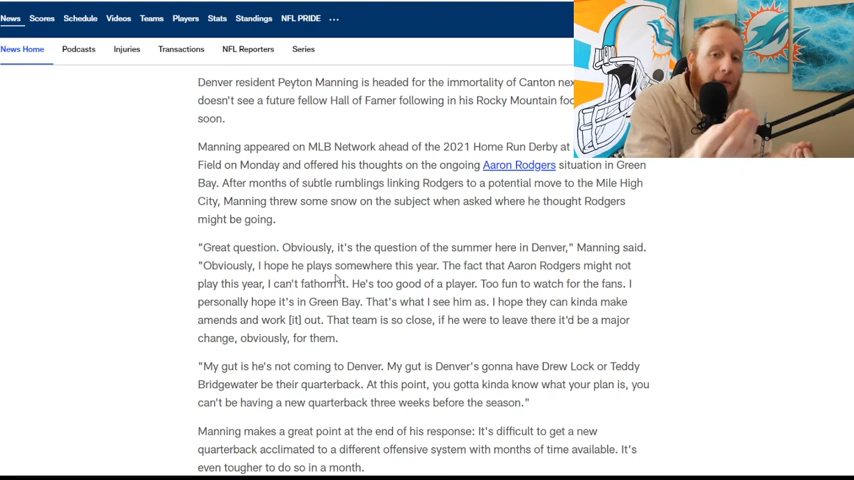 News Scores Schedule Videos Teams Players Stats Standings NFL PRIDE ...
News Home Podcasts Injuries Transactions NFL Reporters Series
Denver resident Peyton Manning is headed for the immortality of Canton
doesn't see a future fellow Hall of Famer following in his Rocky Mountain
soon.
Manning appeared on MLB Network ahead of the 2021 Home Run Derby at
Field on Monday and offered his thoughts on the ongoing Aaron Rodgers situation in Green
Bay. After months of subtle rumblings linking Rodgers to a potential move to the Mile High
City, Manning threw some snow on the subject when asked where he thought Rodgers
might be going.
"Great question. Obviously, it's the question of the summer here in Denver," Manning said.
"Obviously, I hope he plays somewhere this year. The fact that Aaron Rodgers might not
play this year, I can't fathom it. He's too good of a player. Too fun to watch for the fans. I
personally hope it's in Green Bay. That's what I see him as. I hope they can kinda make
amends and work [it] out. That team is so close, if he were to leave there it'd be a major
change, obviously, for them.
"My gut is he's not coming to Denver. My gut is Denver's gonna have Drew Lock or Teddy
Bridgewater be their quarterback. At this point, you gotta kinda know what your plan is, you
can't be having a new quarterback three weeks before the season."
Manning makes a great point at the end of his response: It's difficult to get a new
quarterback acclimated to a different offensive system with months of time available. It's
even tougher to do so in a month.